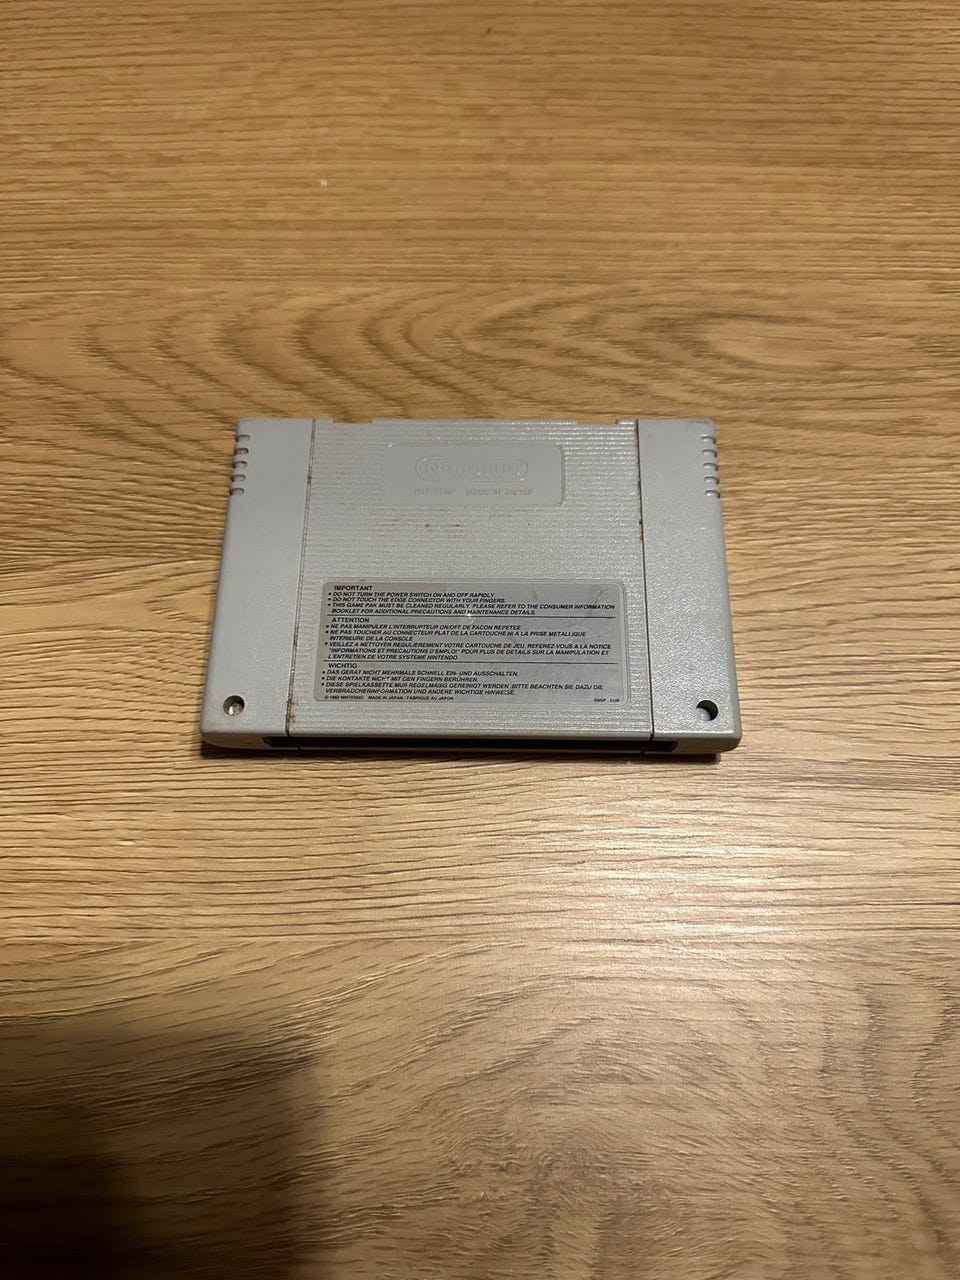 Nintendo
MADE IN JAPAN
IMPORTANT
• DO NOT TURN THE POWER SWITCH ON AND OFF RAPIDLY.
• DO NOT TOUCH THE EDGE CONNECTOR WITH YOUR FINGERS.
• THIS GAME PAK MUST BE CLEANED REGULARLY. PLEASE REFER TO THE CONSUMER INFORMATION
BOOKLET FOR ADDITIONAL PRECAUTIONS AND MAINTENANCE DETAILS.
ATTENTION
• NE PAS MANIPULER L'INTERRUPTEUR ON OFF DE FACON REPETEE
• NE PAS TOUCHER AU CONNECTEUR PLAT DE LA CARTOUCHE NI A LA PRISE METALLIQUE
INTERIEURE DE LA CONSOLE
• VEILLEZ A NETTOYER REGULIEREMENT VOTRE CARTOUCHE DE JEU. REFEREZ-VOUS A LA NOTICE
"INFORMATIONS ET PRECAUTIONS D'EMPLOI" POUR PLUS DE DETAILS SUR LA MANIPULATION ET
L'ENTRETIEN DE VOTRE SYSTEME NINTENDO.
WICHTIG
• DAS GERÄT NICHT MEHRMALS SCHNELL EIN- UND AUSSCHALTEN.
• DIE KONTAKTE NICHT MIT DEN FINGERN BERÜHREN.
• DIESE SPIELKASSETTE MUß REGELMÄßIG GEREINIGT WERDEN. BITTE BEACHTEN SIE DAZU DIE
VERBRAUCHERINFORMATION UND ANDERE WICHTIGE HINWEISE.
© 1992 NINTENDO MADE IN JAPAN / FABRIQUE AU JAPON SNSP-EUR